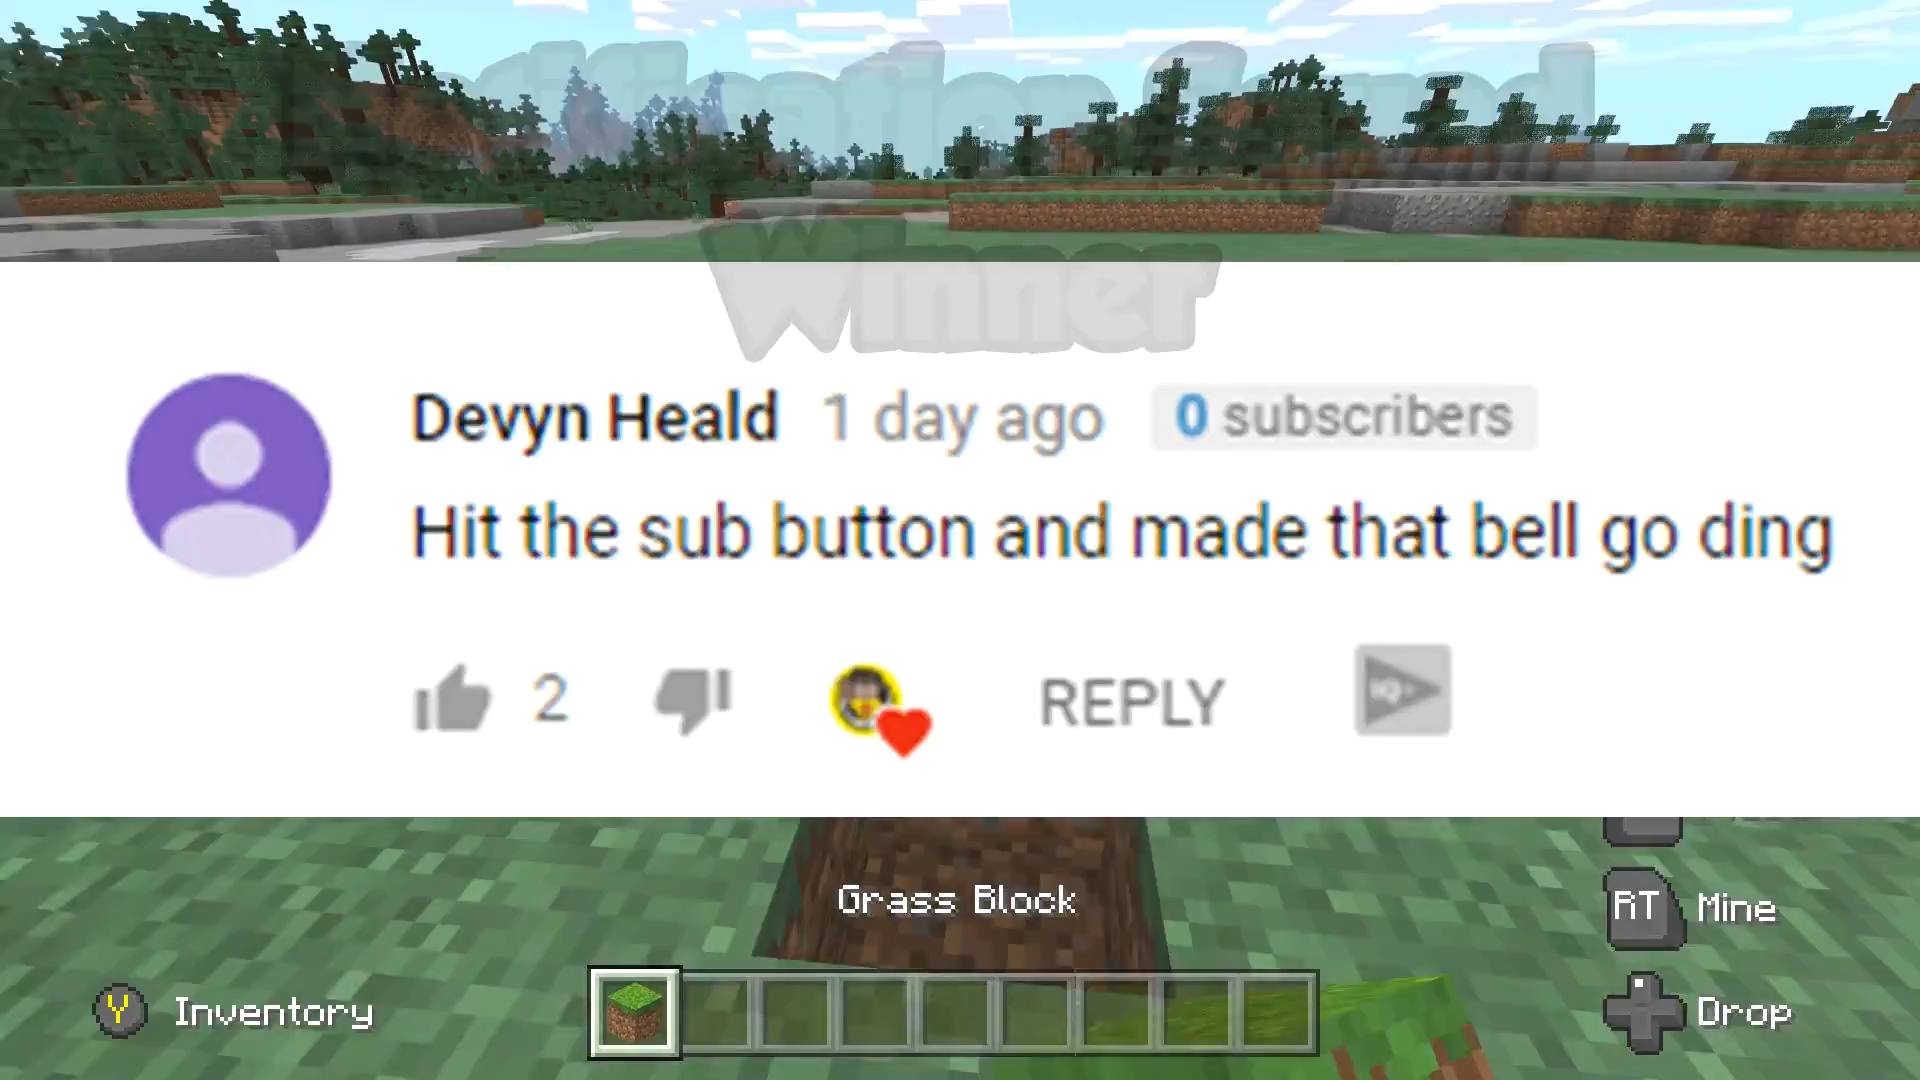 Winner
Devyn Heald 1 day ago 0 subscribers
Hit the sub button and made that bell go ding
2 REPLY IQ+
Grass Block
RT Mine
Y Inventory
Drop